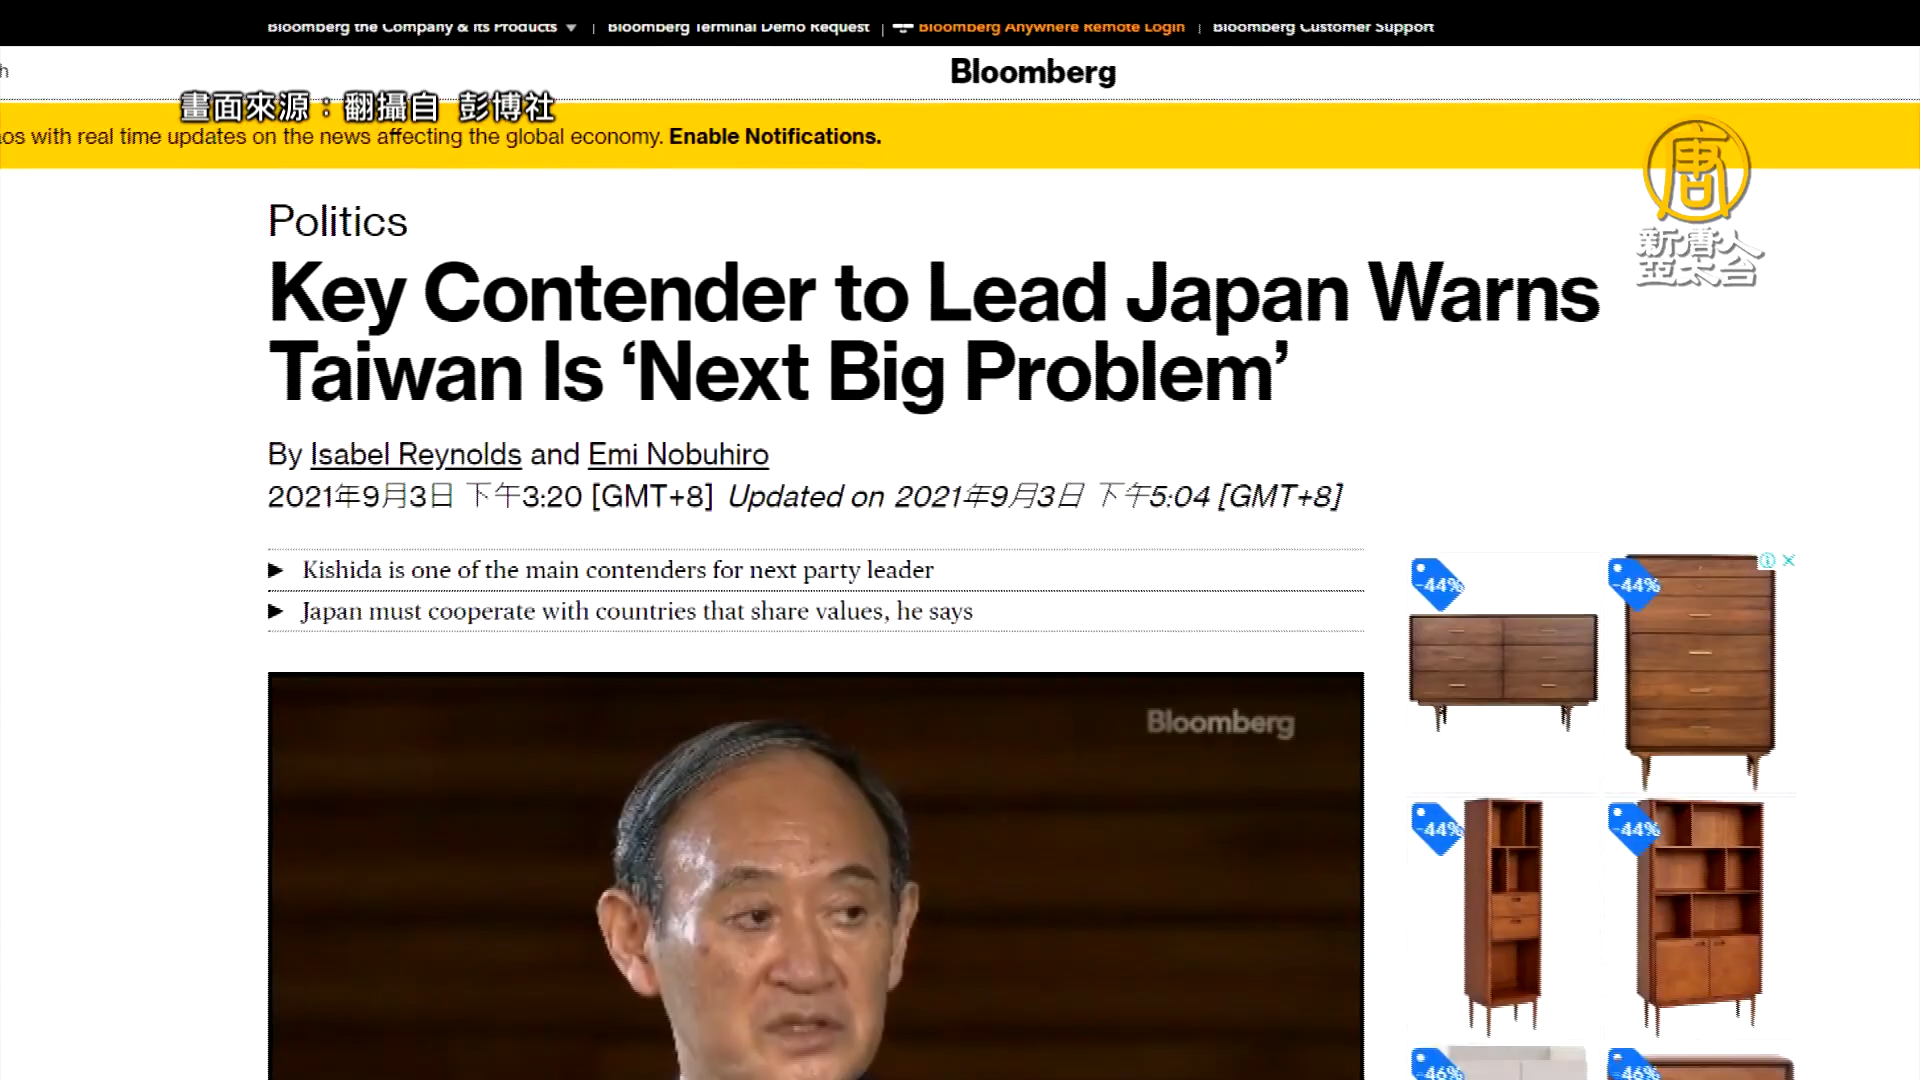 Bloomberg the Company & Its Products ▼ | Bloomberg Terminal Demo Request | Bloomberg Anywhere Remote Login | Bloomberg Customer Support
h
Bloomberg
畫面來源：翻攝自 彭博社
os with real time updates on the news affecting the global economy. Enable Notifications.
唐
新唐人
亞太台
Politics
Key Contender to Lead Japan Warns
Taiwan Is ‘Next Big Problem’
By Isabel Reynolds and Emi Nobuhiro
2021年9月3日 下午3:20 [GMT+8] Updated on 2021年9月3日 下午5:04 [GMT+8]
► Kishida is one of the main contenders for next party leader
► Japan must cooperate with countries that share values, he says
Bloomberg
-44% -44%
-44% -44%
-46% -46%